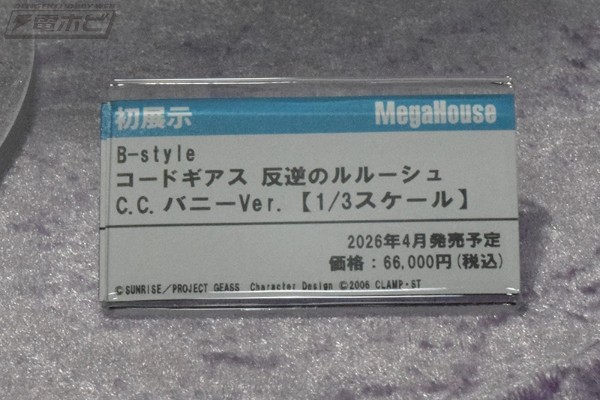 電ホビ
初展示 MegaHouse
B-style
コードギアス 反逆のルルーシュ
C.C. バニーVer.【1/3スケール】
2026年4月発売予定
価格：66,000円(税込)
©SUNRISE／PROJECT GEASS Character Design ©2006 CLAMP・ST